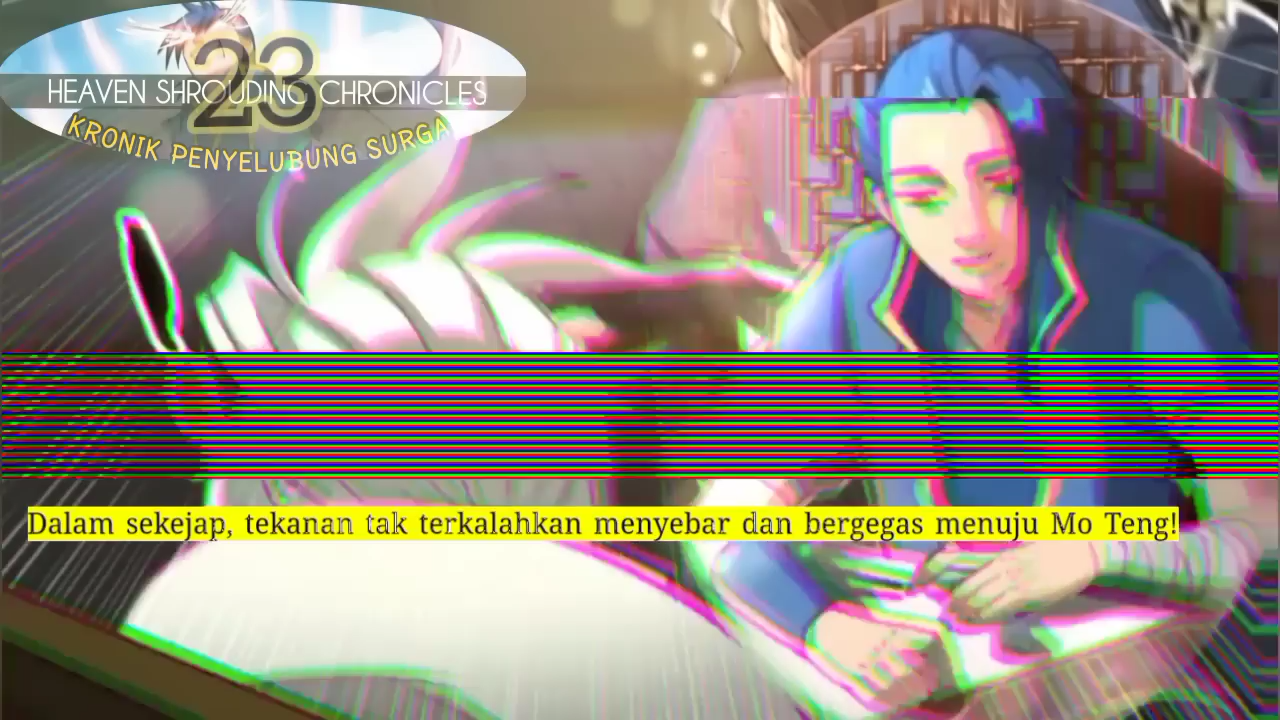 23
HEAVEN SHROUDING CHRONICLES
KRONIK PENYELUBUNG SURGA
Dalam sekejap, tekanan tak terkalahkan menyebar dan bergegas menuju Mo Teng!